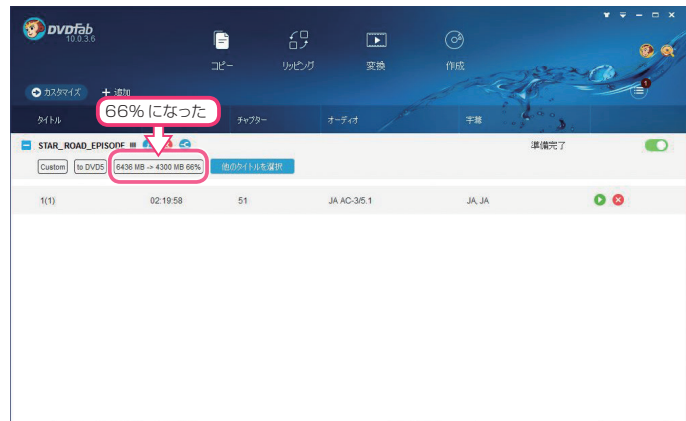 DVDFab
10.0.3.6
コピー
リッピング
変換
作成
カスタマイズ
追加
66%になった
タイトル
チャプター
オーディオ
字幕
1
STAR_ROAD_EPISODE_III
準備完了
Custom
to DVD5
6436 MB -> 4300 MB 66%
他のタイトルを選択
1(1)
02:19:58
51
JA AC-3/5.1
JA, JA